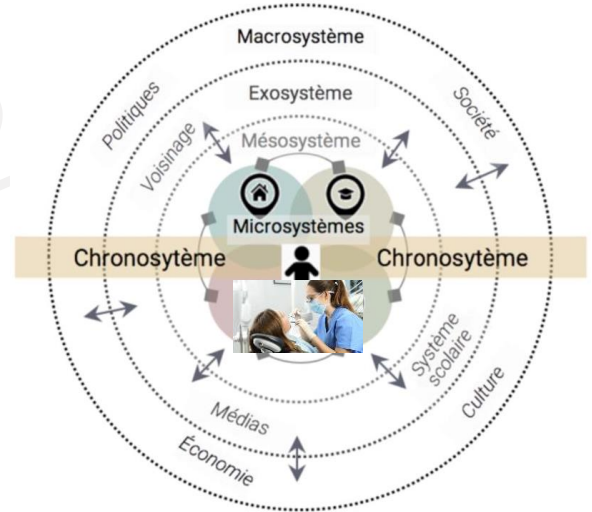 Macrosystème
Exosystème
Politiques
Société
Voisinage
Mésosystème
Microsystèmes
Chronosytème
Chronosytème
Système
scolaire
Culture
Médias
Économie